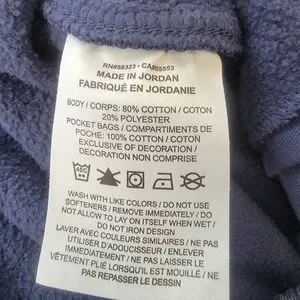 RN#56323 - CA#05553
MADE IN JORDAN
FABRIQUÉ EN JORDANIE
BODY / CORPS: 80% COTTON / COTON
20% POLYESTER
POCKET BAGS / COMPARTIMENTS DE
POCHE: 100% COTTON / COTON
EXCLUSIVE OF DECORATION /
DECORATION NON COMPRISE
40C
WASH WITH LIKE COLORS / DO NOT USE
SOFTENERS / REMOVE IMMEDIATELY / DO
NOT ALLOW TO LAY ON ITSELF WHEN WET /
DO NOT IRON DESIGN
LAVER AVEC COULEURS SIMILAIRES / NE PAS
UTILISER D'ADOUCISSEUR / ENLEVER
IMMÉDIATEMENT / NE PAS LAISSER LE
VÊTEMENT PLIÉ LORSQU'IL EST MOUILLÉ / NE
PAS REPASSER LE DESSIN